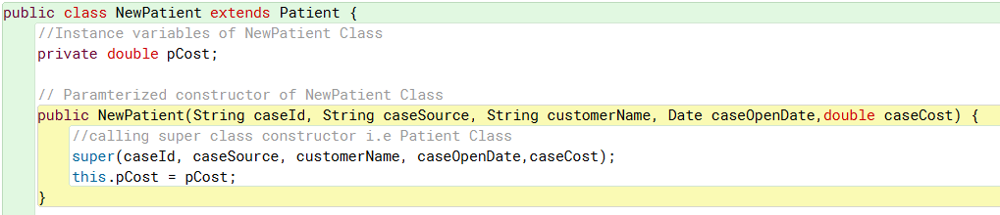 public class NewPatient extends Patient {
//Instance variables of NewPatient Class
private double pCost;
// Paramterized constructor of NewPatient Class
public NewPatient(String caseId, String caseSource, String customerName, Date caseOpenDate,double caseCost) {
//calling super class constructor i.e Patient Class
super(caseId, caseSource, customerName, caseOpenDate,caseCost);
this.pCost = pCost;
}